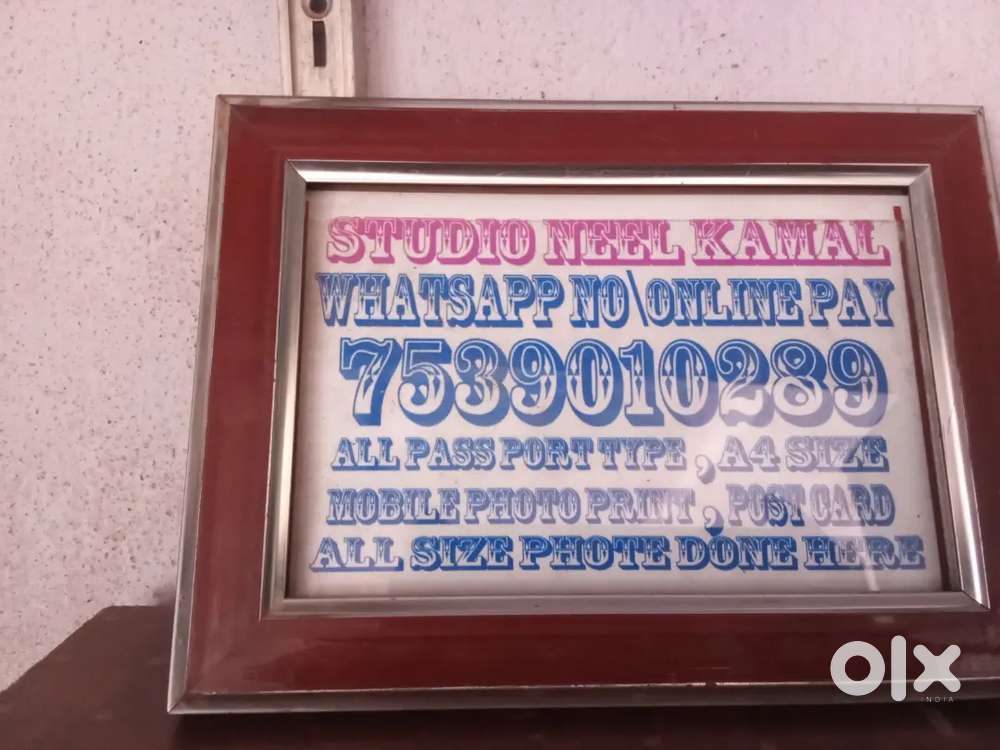 STUDIO NEEL KAMAL
WHATSAPP NO\ONLINE PAY
7539010289
ALL PASS PORT TYPE , A4 SIZE
MOBILE PHOTO PRINT , POST CARD
ALL SIZE PHOTE DONE HERE
olx
INDIA